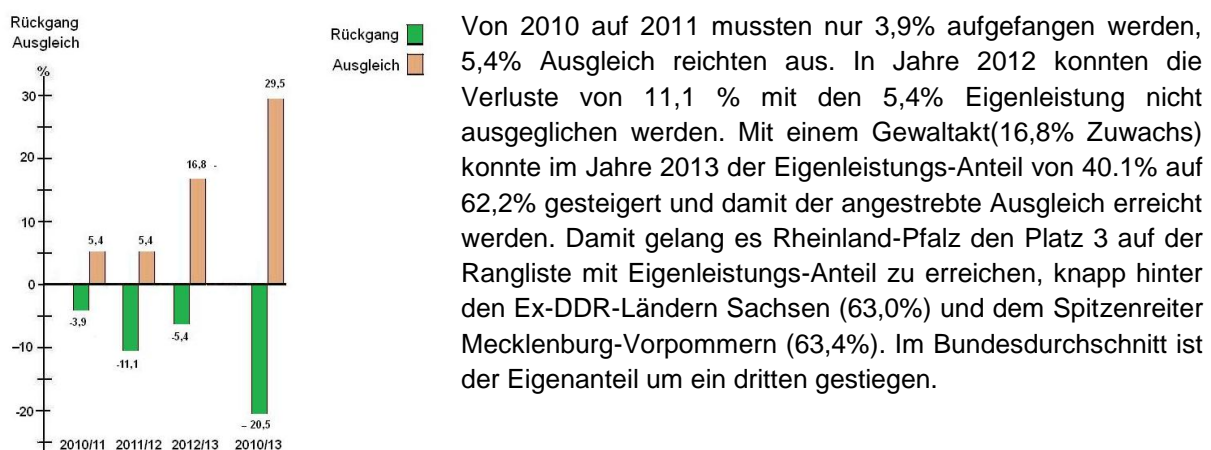 Rückgang
Ausgleich
%
30
20
10
0
–10
-20
29,5
16,8 -
5,4
5,4
-3,9
-11,1
-5,4
– 20,5
2010/11 2011/12 2012/13 2010/13
Rückgang
Ausgleich
Von 2010 auf 2011 mussten nur 3,9% aufgefangen werden,
5,4% Ausgleich reichten aus. In Jahre 2012 konnten die
Verluste von 11,1 % mit den 5,4% Eigenleistung nicht
ausgeglichen werden. Mit einem Gewaltakt(16,8% Zuwachs)
konnte im Jahre 2013 der Eigenleistungs-Anteil von 40.1% auf
62,2% gesteigert und damit der angestrebte Ausgleich erreicht
werden. Damit gelang es Rheinland-Pfalz den Platz 3 auf der
Rangliste mit Eigenleistungs-Anteil zu erreichen, knapp hinter
den Ex-DDR-Ländern Sachsen (63,0%) und dem Spitzenreiter
Mecklenburg-Vorpommern (63,4%). Im Bundesdurchschnitt ist
der Eigenanteil um ein dritten gestiegen.